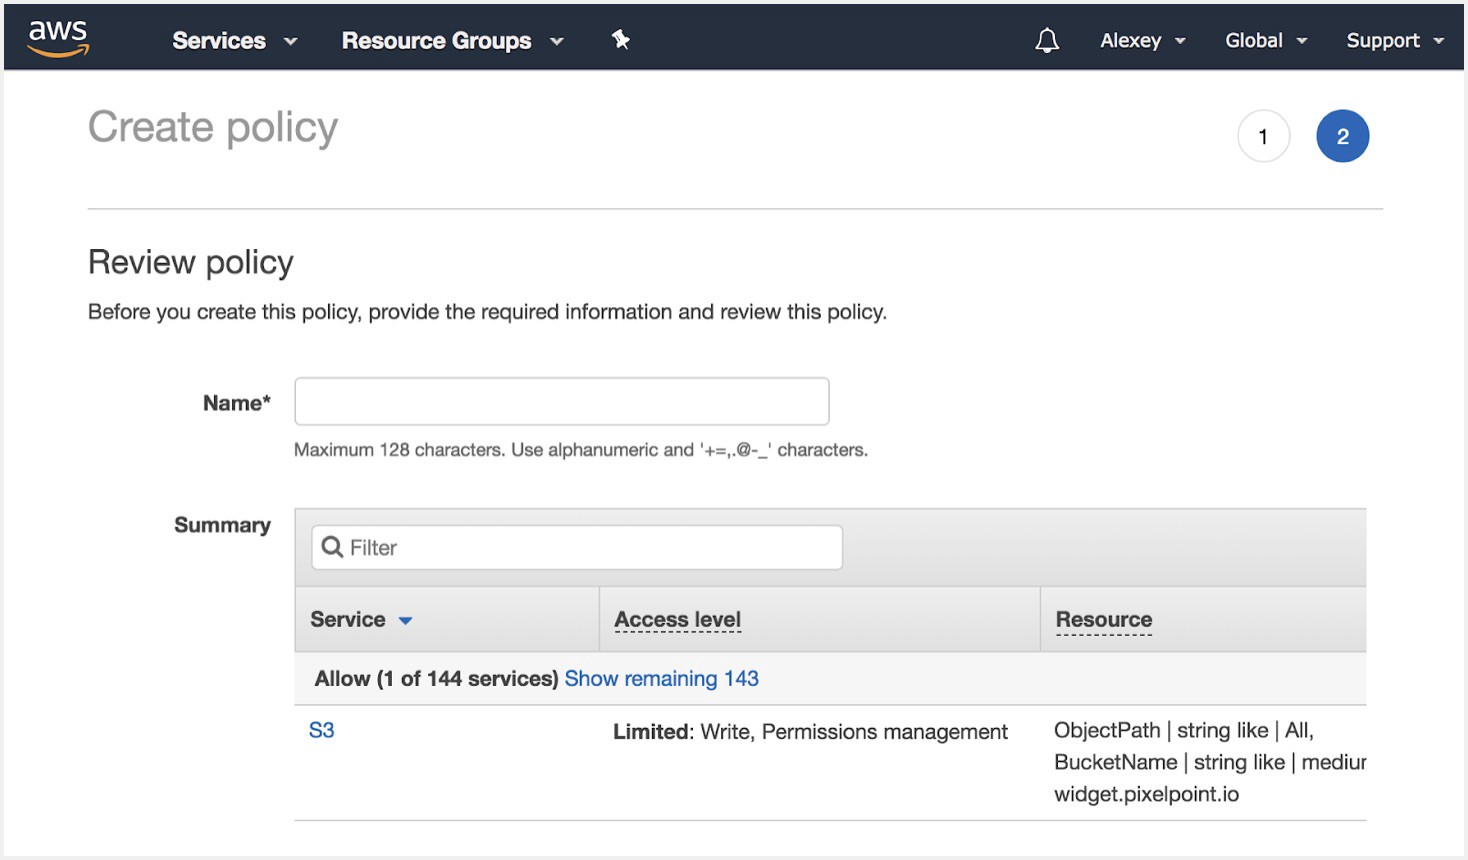 aws Services Resource Groups Alexey Global Support
Create policy 1 2
Review policy
Before you create this policy, provide the required information and review this policy.
Name*
Maximum 128 characters. Use alphanumeric and '+=,.@-_' characters.
Summary
Filter
Service Access level Resource
Allow (1 of 144 services) Show remaining 143
S3 Limited: Write, Permissions management ObjectPath | string like | All,
BucketName | string like |
widget.pixelpoint.io